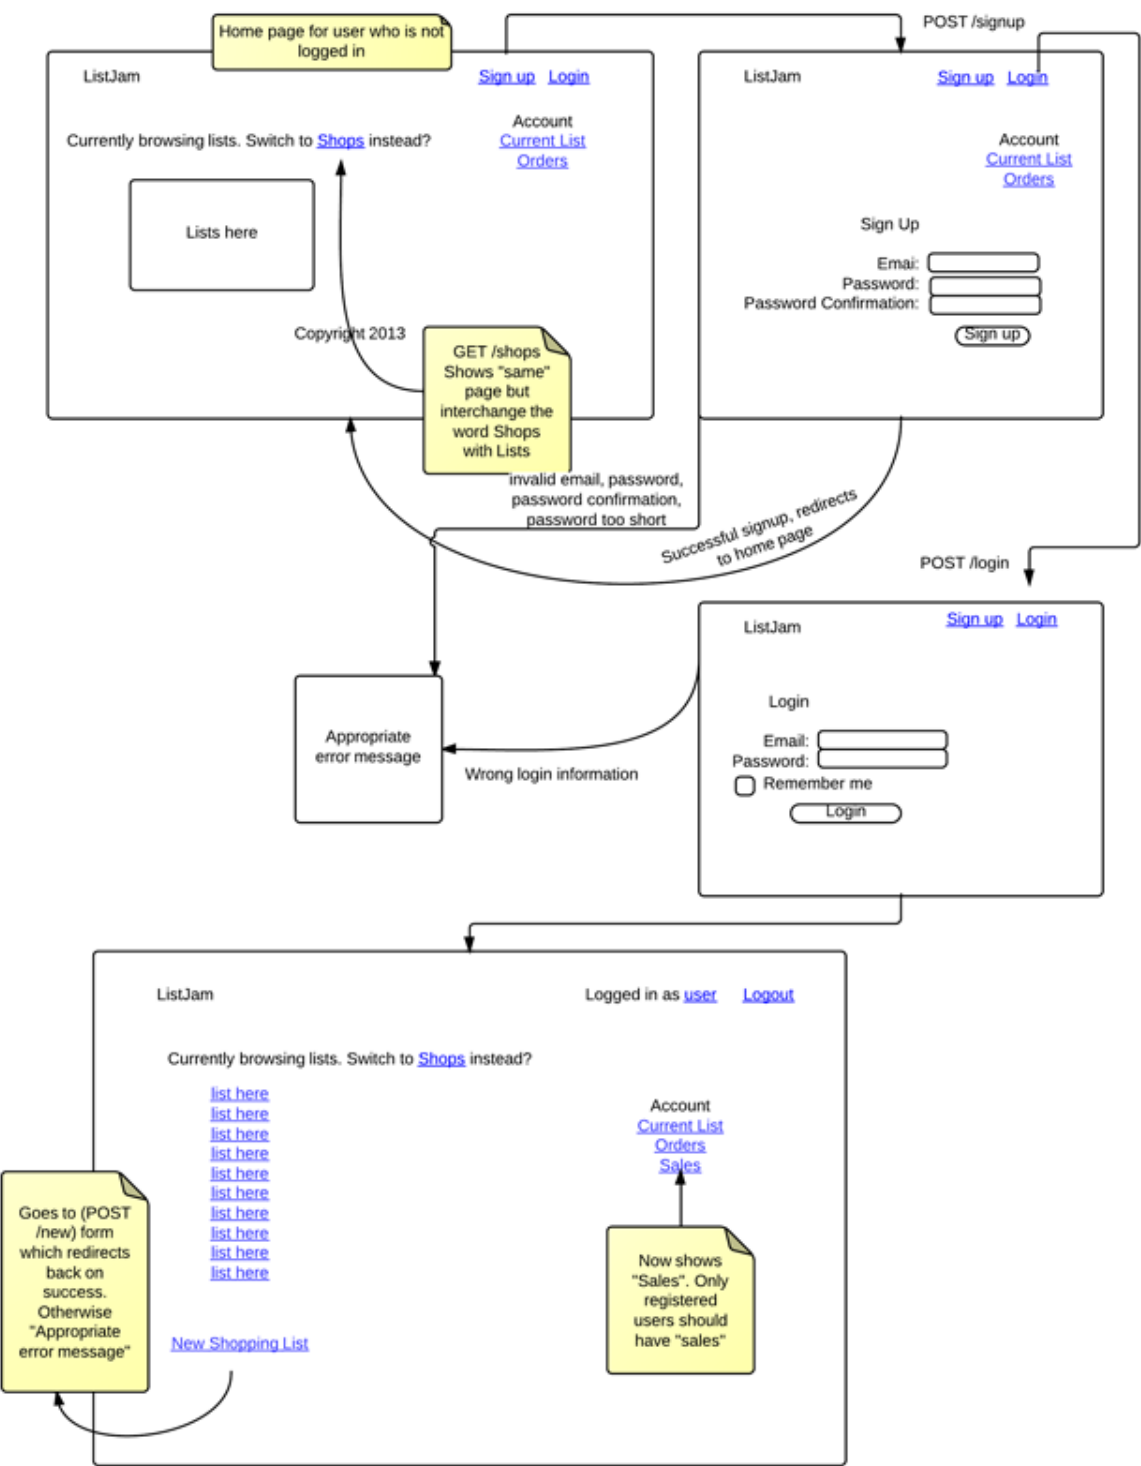 Home page for user who is not
logged in
ListJam
Sign up Login
Currently browsing lists. Switch to Shops instead?
Account
Current List
Orders
Lists here
Copyright 2013
GET /shops
Shows "same"
page but
interchange the
word Shops
with Lists
POST /signup
ListJam
Sign up Login
Account
Current List
Orders
Sign Up
Emai:
Password:
Password Confirmation:
Sign up
invalid email, password,
password confirmation,
password too short
Successful signup, redirects
to home page
POST /login
ListJam
Sign up Login
Login
Email:
Password:
Remember me
Login
Appropriate
error message
Wrong login information
ListJam
Logged in as user Logout
Currently browsing lists. Switch to Shops instead?
list here
list here
list here
list here
list here
list here
list here
list here
list here
list here
Account
Current List
Orders
Sales
Goes to (POST
/new) form
which redirects
back on
success.
Otherwise
"Appropriate
error message"
Now shows
"Sales". Only
registered
users should
have "sales"
New Shopping List